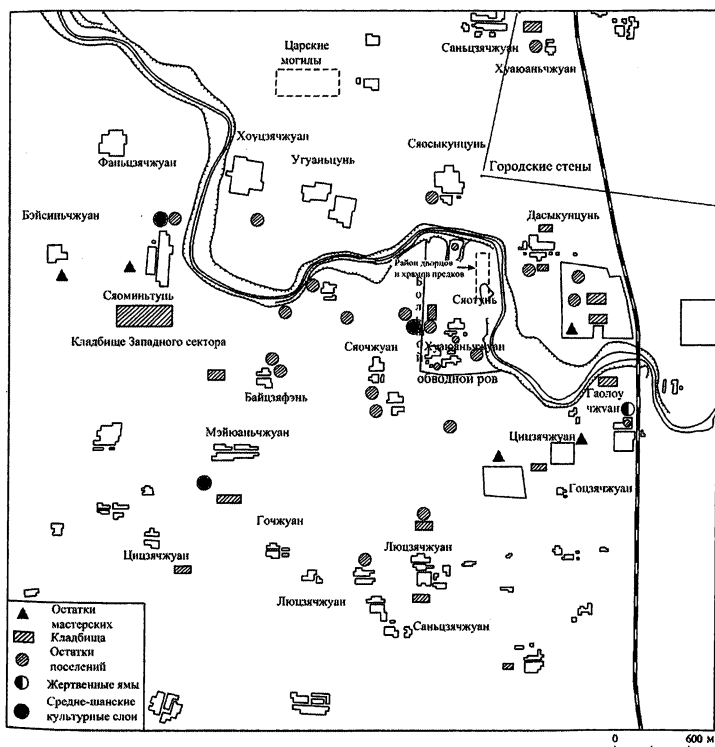 Царские
могилы
Саньцзячжуан
Хуаюаньчжуан
Хоуцзячжуан
Фаньцзячжуан
Угуаньцунь
Сяосыкунцунь
Городские стены
Бэйсиньчжуан
Дасыкунцунь
Район дворцов
и храмов предков
Сяотунь
Сяоминьтунь
Кладбище Западного сектора
Большой
Сяочжуан
Хуаюаньчжуан
обводной ров
Байцзяфэнь
Гаолоу
чжуан
Мэйюаньчжуан
Цицзячжуан
Гоцзячжуан
Гочжуан
Люцзячжуан
Цицзячжуан
Люцзячжуан
Саньцзячжуан
Остатки
мастерских
Кладбища
Остатки
поселений
Жертвенные ямы
Средне-шанские
культурные слои
0 600 м